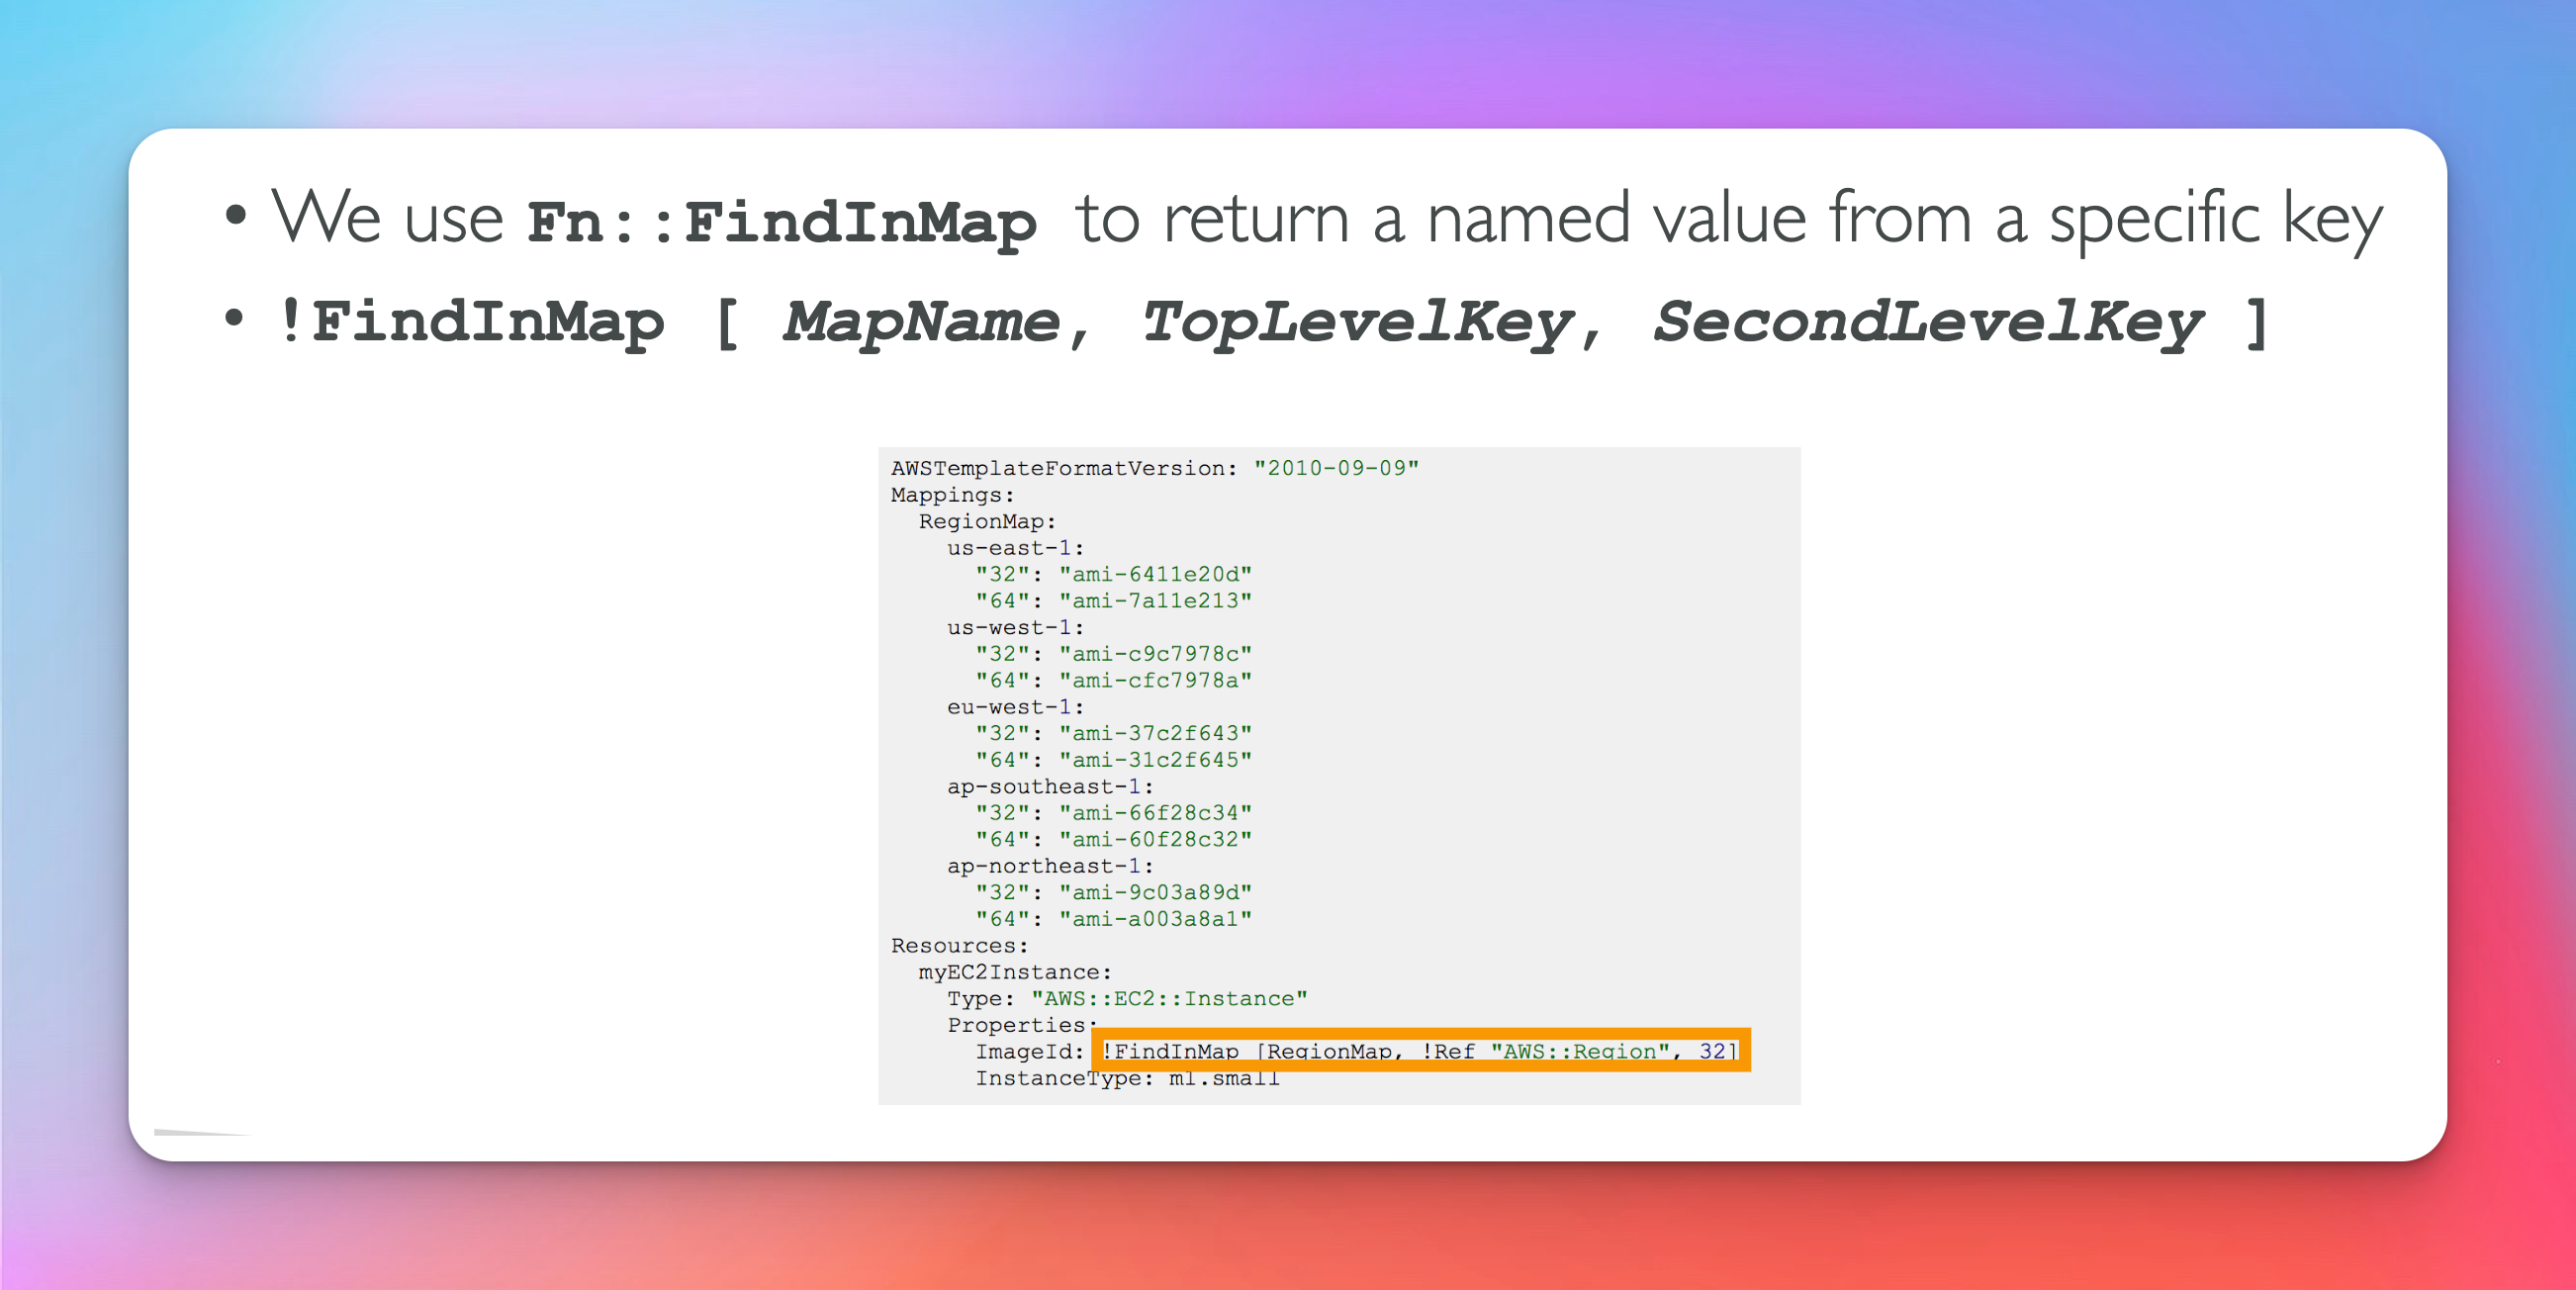 • We use Fn::FindInMap to return a named value from a specific key
• !FindInMap [ MapName, TopLevelKey, SecondLevelKey ]
AWSTemplateFormatVersion: "2010-09-09"
Mappings:
  RegionMap:
    us-east-1:
      "32": "ami-6411e20d"
      "64": "ami-7a11e213"
    us-west-1:
      "32": "ami-c9c7978c"
      "64": "ami-cfc7978a"
    eu-west-1:
      "32": "ami-37c2f643"
      "64": "ami-31c2f645"
    ap-southeast-1:
      "32": "ami-66f28c34"
      "64": "ami-60f28c32"
    ap-northeast-1:
      "32": "ami-9c03a89d"
      "64": "ami-a003a8a1"
Resources:
  myEC2Instance:
    Type: "AWS::EC2::Instance"
    Properties:
      ImageId: !FindInMap [RegionMap, !Ref "AWS::Region", 32]
      InstanceType: m1.small